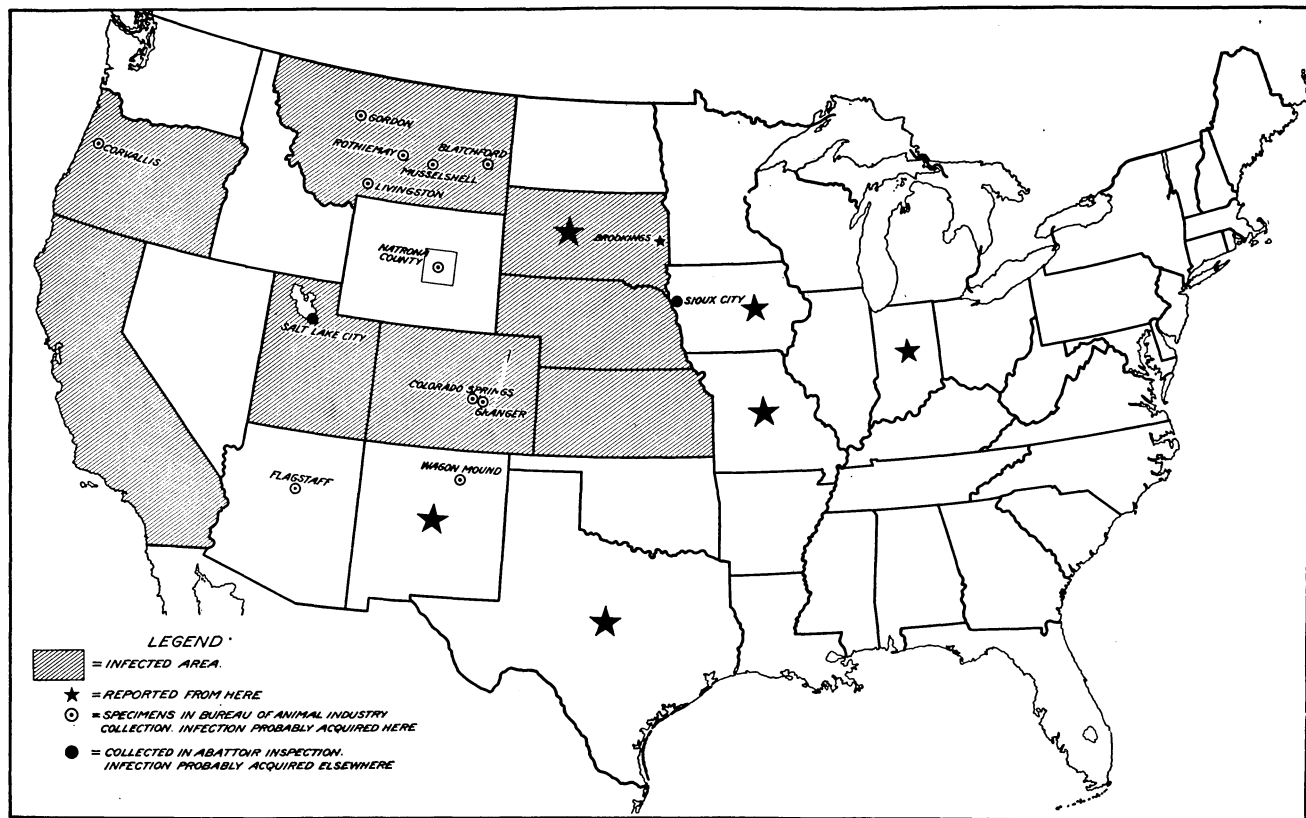 GORDON
CORVALLIS
ROTHIEMAY
BLATCHFORD
MUSSELSHELL
LIVINGSTON
BROOKINGS
NATRONA
COUNTY
SIOUX CITY
SALT LAKE CITY
COLORADO SPRINGS
GRANGER
WAGON MOUND
FLAGSTAFF
LEGEND
= INFECTED AREA.
= REPORTED FROM HERE
= SPECIMENS IN BUREAU OF ANIMAL INDUSTRY
COLLECTION. INFECTION PROBABLY ACQUIRED HERE
= COLLECTED IN ABATTOIR INSPECTION.
INFECTION PROBABLY ACQUIRED ELSEWHERE